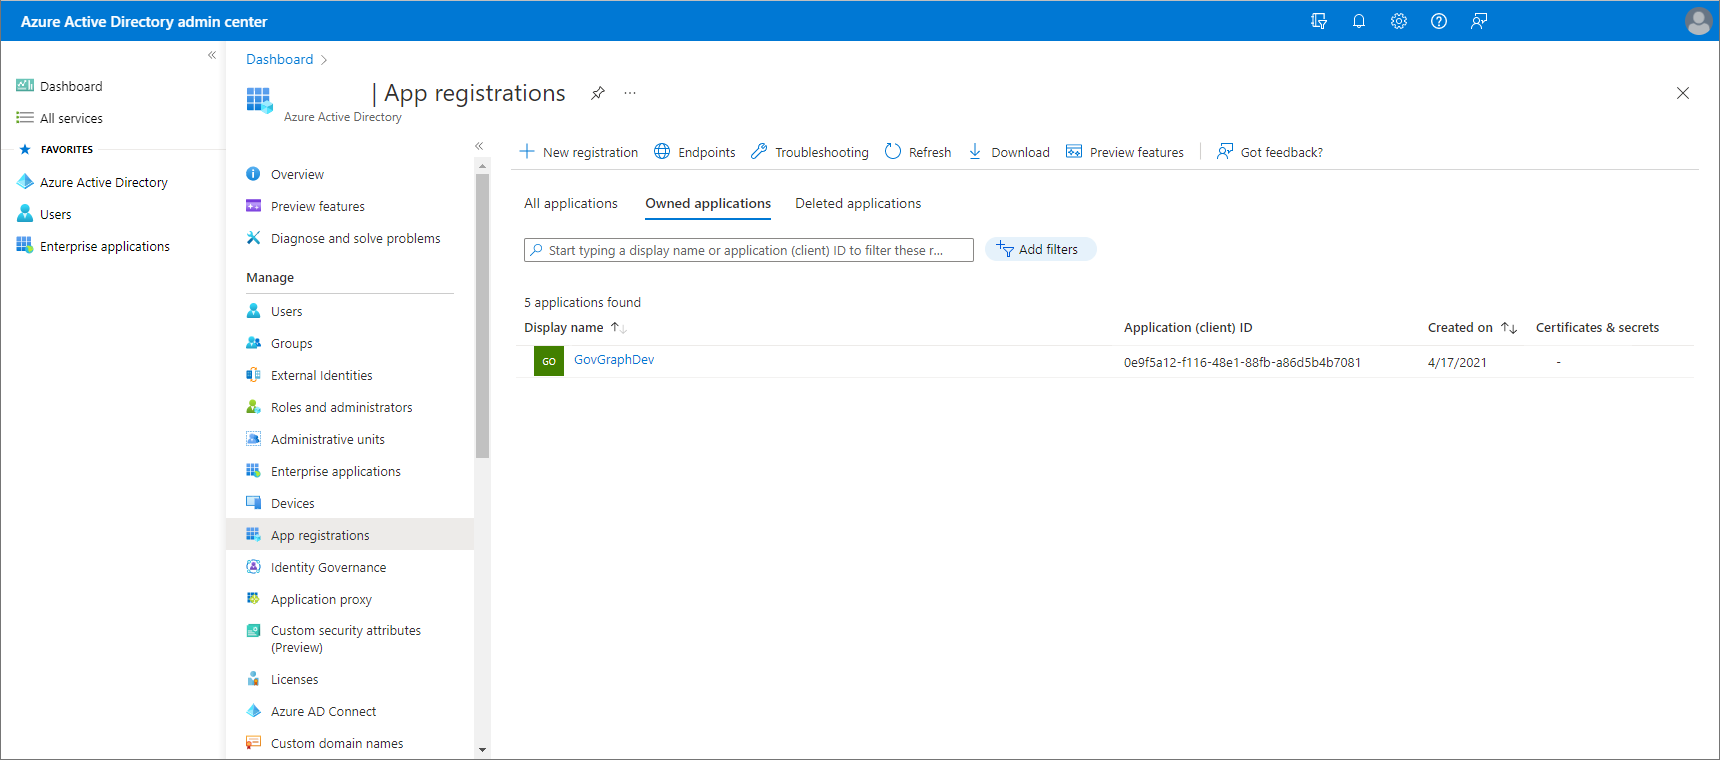 Azure Active Directory admin center
Dashboard
All services
FAVORITES
Azure Active Directory
Users
Enterprise applications
Dashboard
| App registrations
Azure Active Directory
Overview
Preview features
Diagnose and solve problems
Manage
Users
Groups
External Identities
Roles and administrators
Administrative units
Enterprise applications
Devices
App registrations
Identity Governance
Application proxy
Custom security attributes
(Preview)
Licenses
Azure AD Connect
Custom domain names
New registration Endpoints Troubleshooting Refresh Download Preview features Got feedback?
All applications Owned applications Deleted applications
Start typing a display name or application (client) ID to filter these r... Add filters
5 applications found
Display name Application (client) ID Created on Certificates & secrets
GO GovGraphDev 0e9f5a12-f116-48e1-88fb-a86d5b4b7081 4/17/2021 -